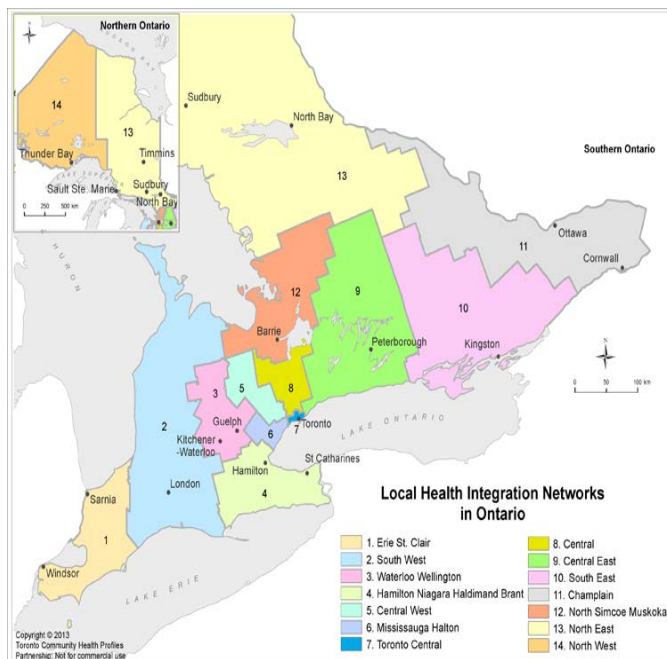 Northern Ontario
14
13
Thunder Bay
Timmins
LAKE SUPERIOR
Sault Ste. Marie
Sudbury
North Bay
0 250 500 km
Sudbury
North Bay
Southern Ontario
13
HURON
11
Ottawa
Cornwall
12
9
10
Barrie
Peterborough
Kingston
0 50 100 km
5
8
3
2
Guelph
7
Toronto
6
LAKE ONTARIO
Kitchener
-Waterloo
Hamilton
St Catharines
London
4
Sarnia
1
Windsor
LAKE ERIE
Local Health Integration Networks
in Ontario
1. Erie St. Clair
2. South West
3. Waterloo Wellington
4. Hamilton Niagara Haldimand Brant
5. Central West
6. Mississauga Halton
7. Toronto Central
8. Central
9. Central East
10. South East
11. Champlain
12. North Simcoe Muskoka
13. North East
14. North West
Copyright © 2013
Toronto Community Health Profiles
Partnership: Not for commercial use